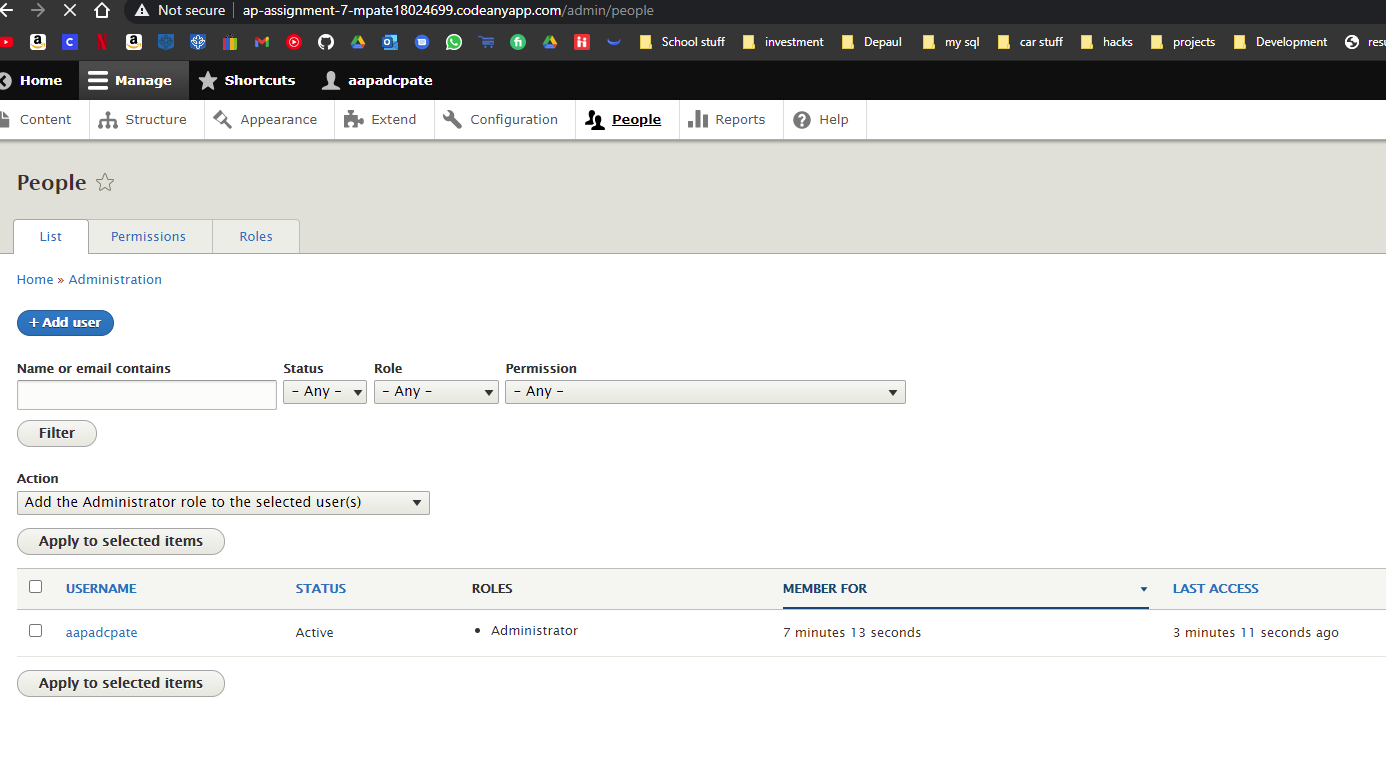 Not secure ap-assignment-7-mpate18024699.codeanyapp.com/admin/people
School stuff investment Depaul my sql car stuff hacks projects Development
Home Manage Shortcuts aapadcpate
Content Structure Appearance Extend Configuration People Reports Help
People
List Permissions Roles
Home » Administration
+ Add user
Name or email contains Status Role Permission
- Any - - Any - - Any -
Filter
Action
Add the Administrator role to the selected user(s)
Apply to selected items
USERNAME STATUS ROLES MEMBER FOR LAST ACCESS
aapadcpate Active • Administrator 7 minutes 13 seconds 3 minutes 11 seconds ago
Apply to selected items